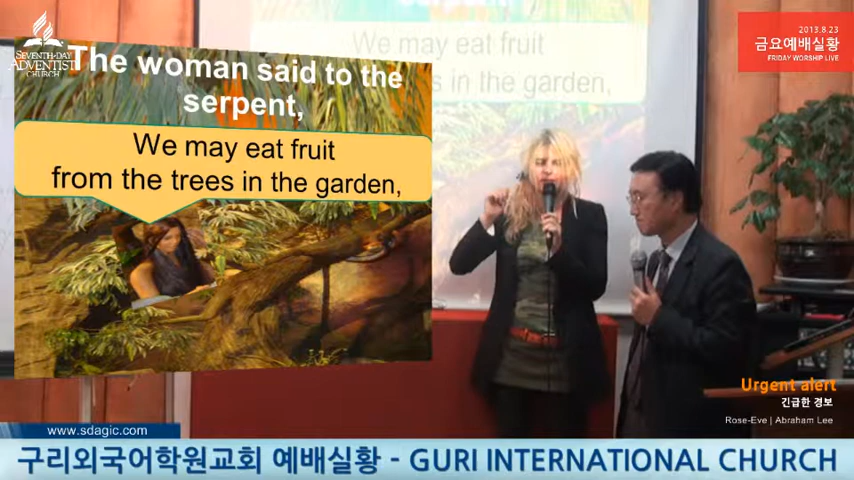 SEVENTH-DAY
ADVENTIST
CHURCH
The woman said to the
serpent,
We may eat fruit
from the trees in the garden,
serpent,
We may eat fruit
s in the garden,
2013.8.23
금요예배실황
FRIDAY WORSHIP LIVE
Urgent alert
긴급한 경보
Rose-Eve | Abraham Lee
www.sdagic.com
구리외국어학원교회 예배실황 - GURI INTERNATIONAL CHURCH